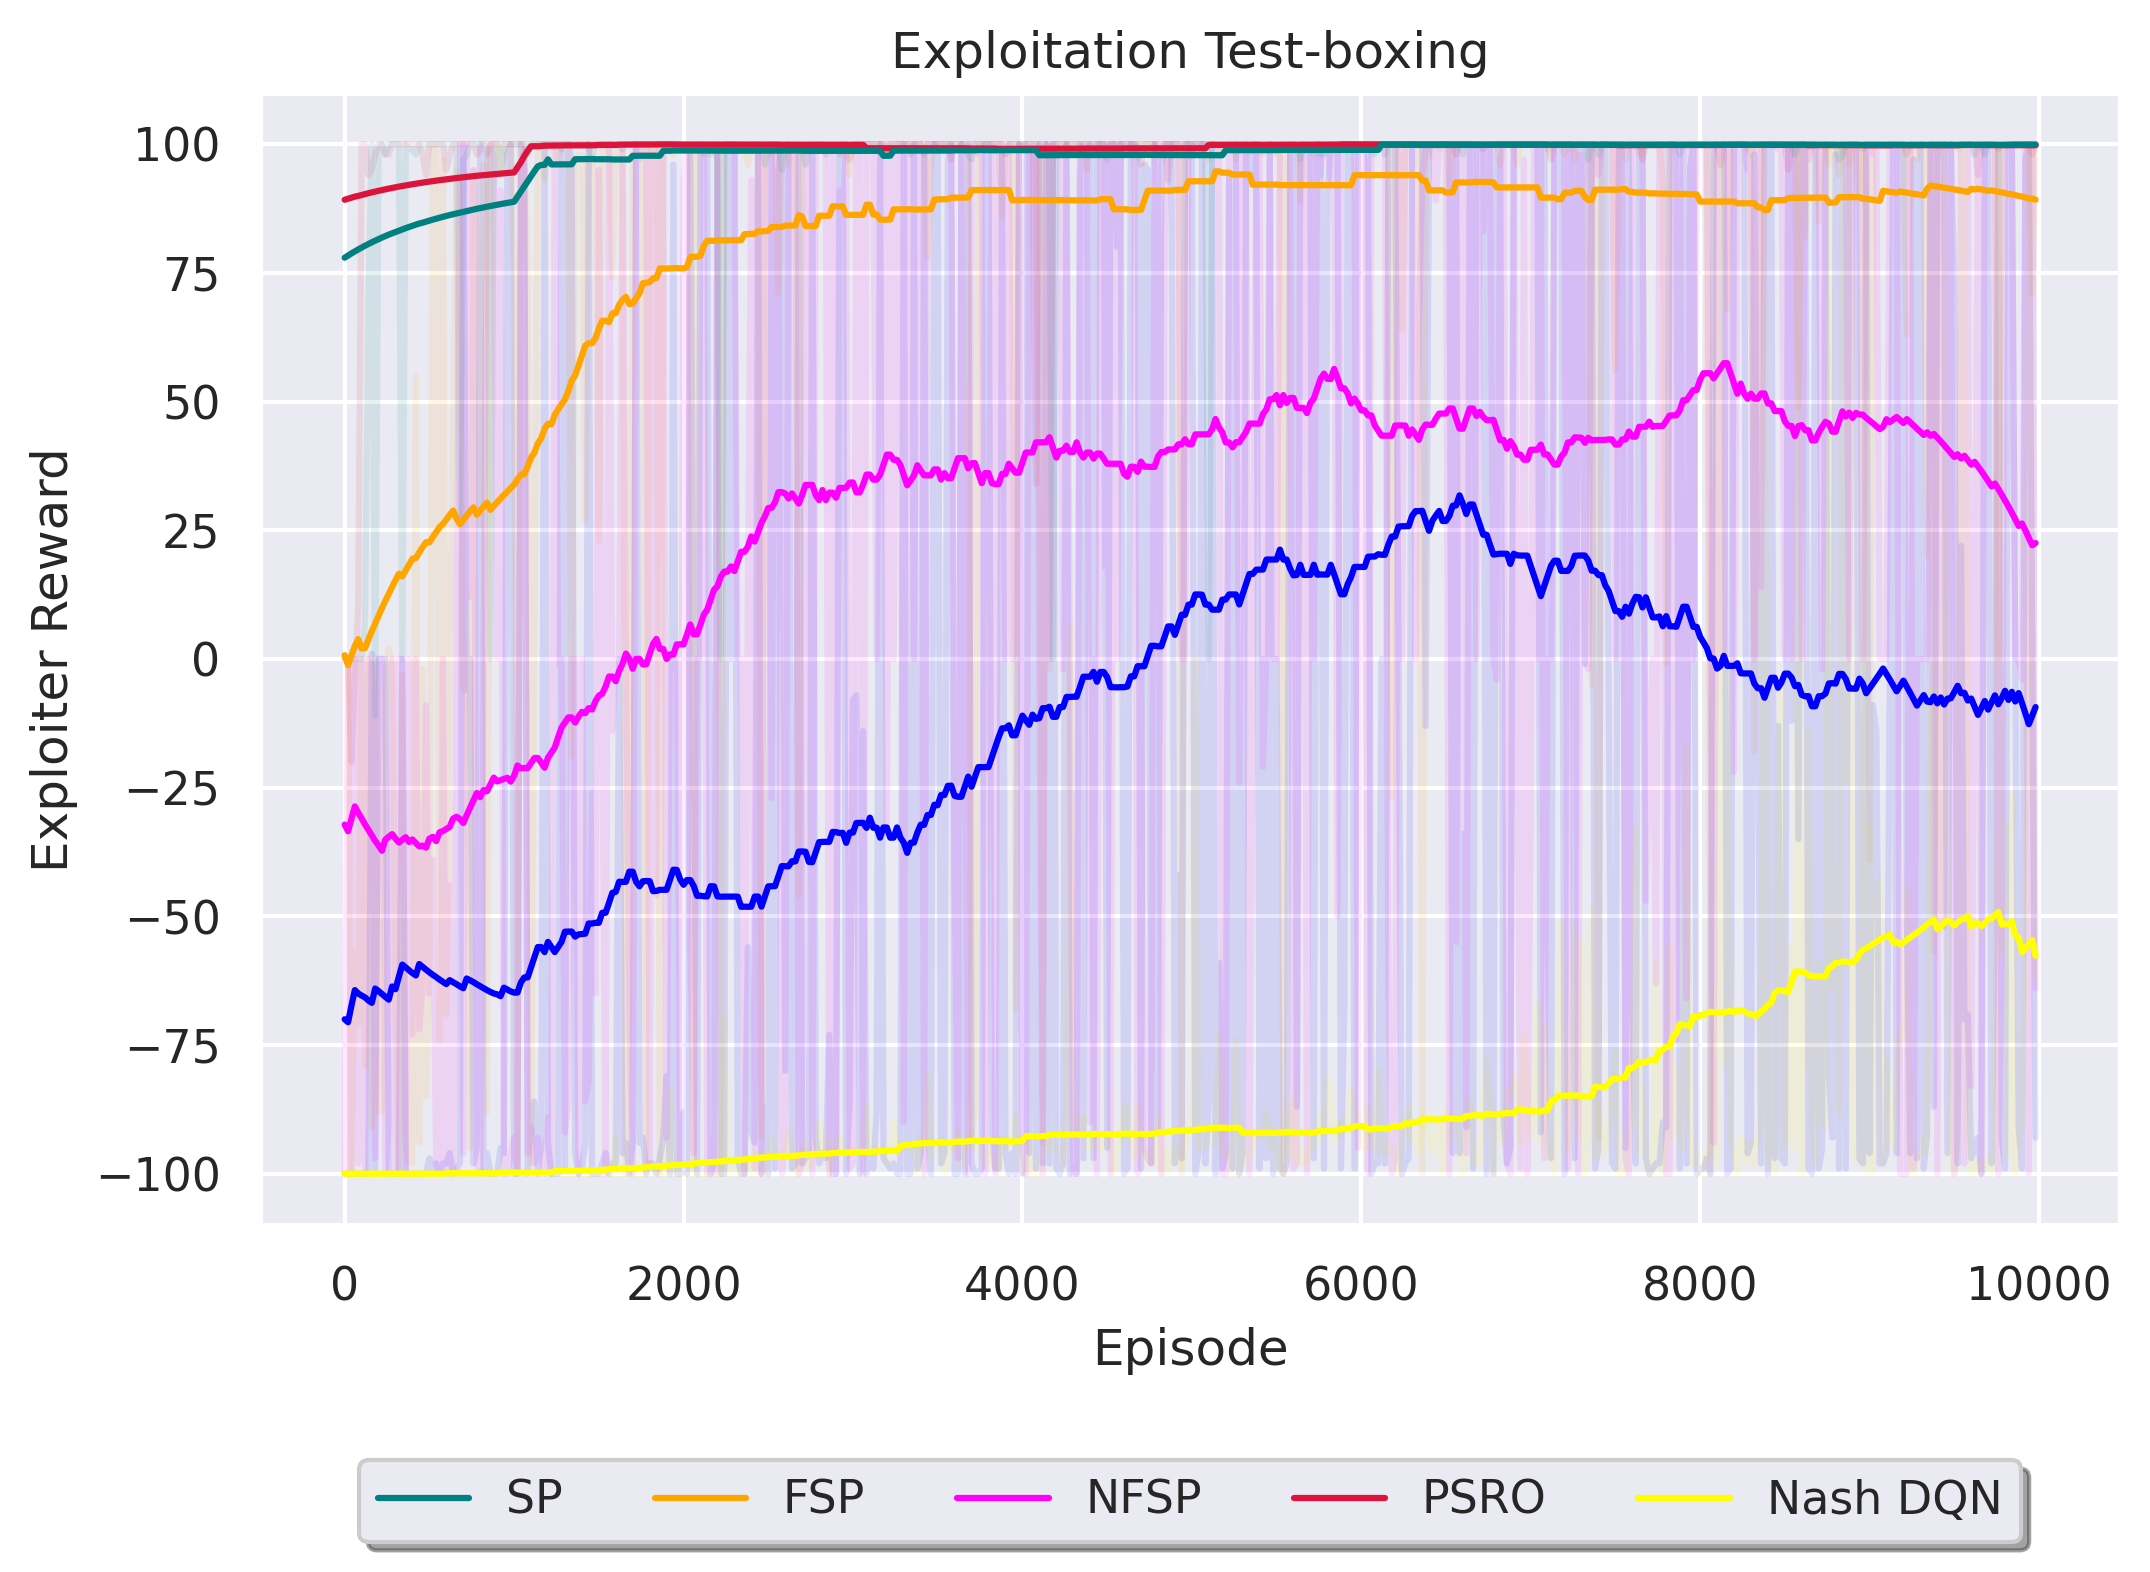 Exploitation Test-boxing
Exploiter Reward
100
75
50
25
0
−25
−50
−75
−100
0 2000 4000 6000 8000 10000
Episode
SP FSP NFSP PSRO Nash DQN